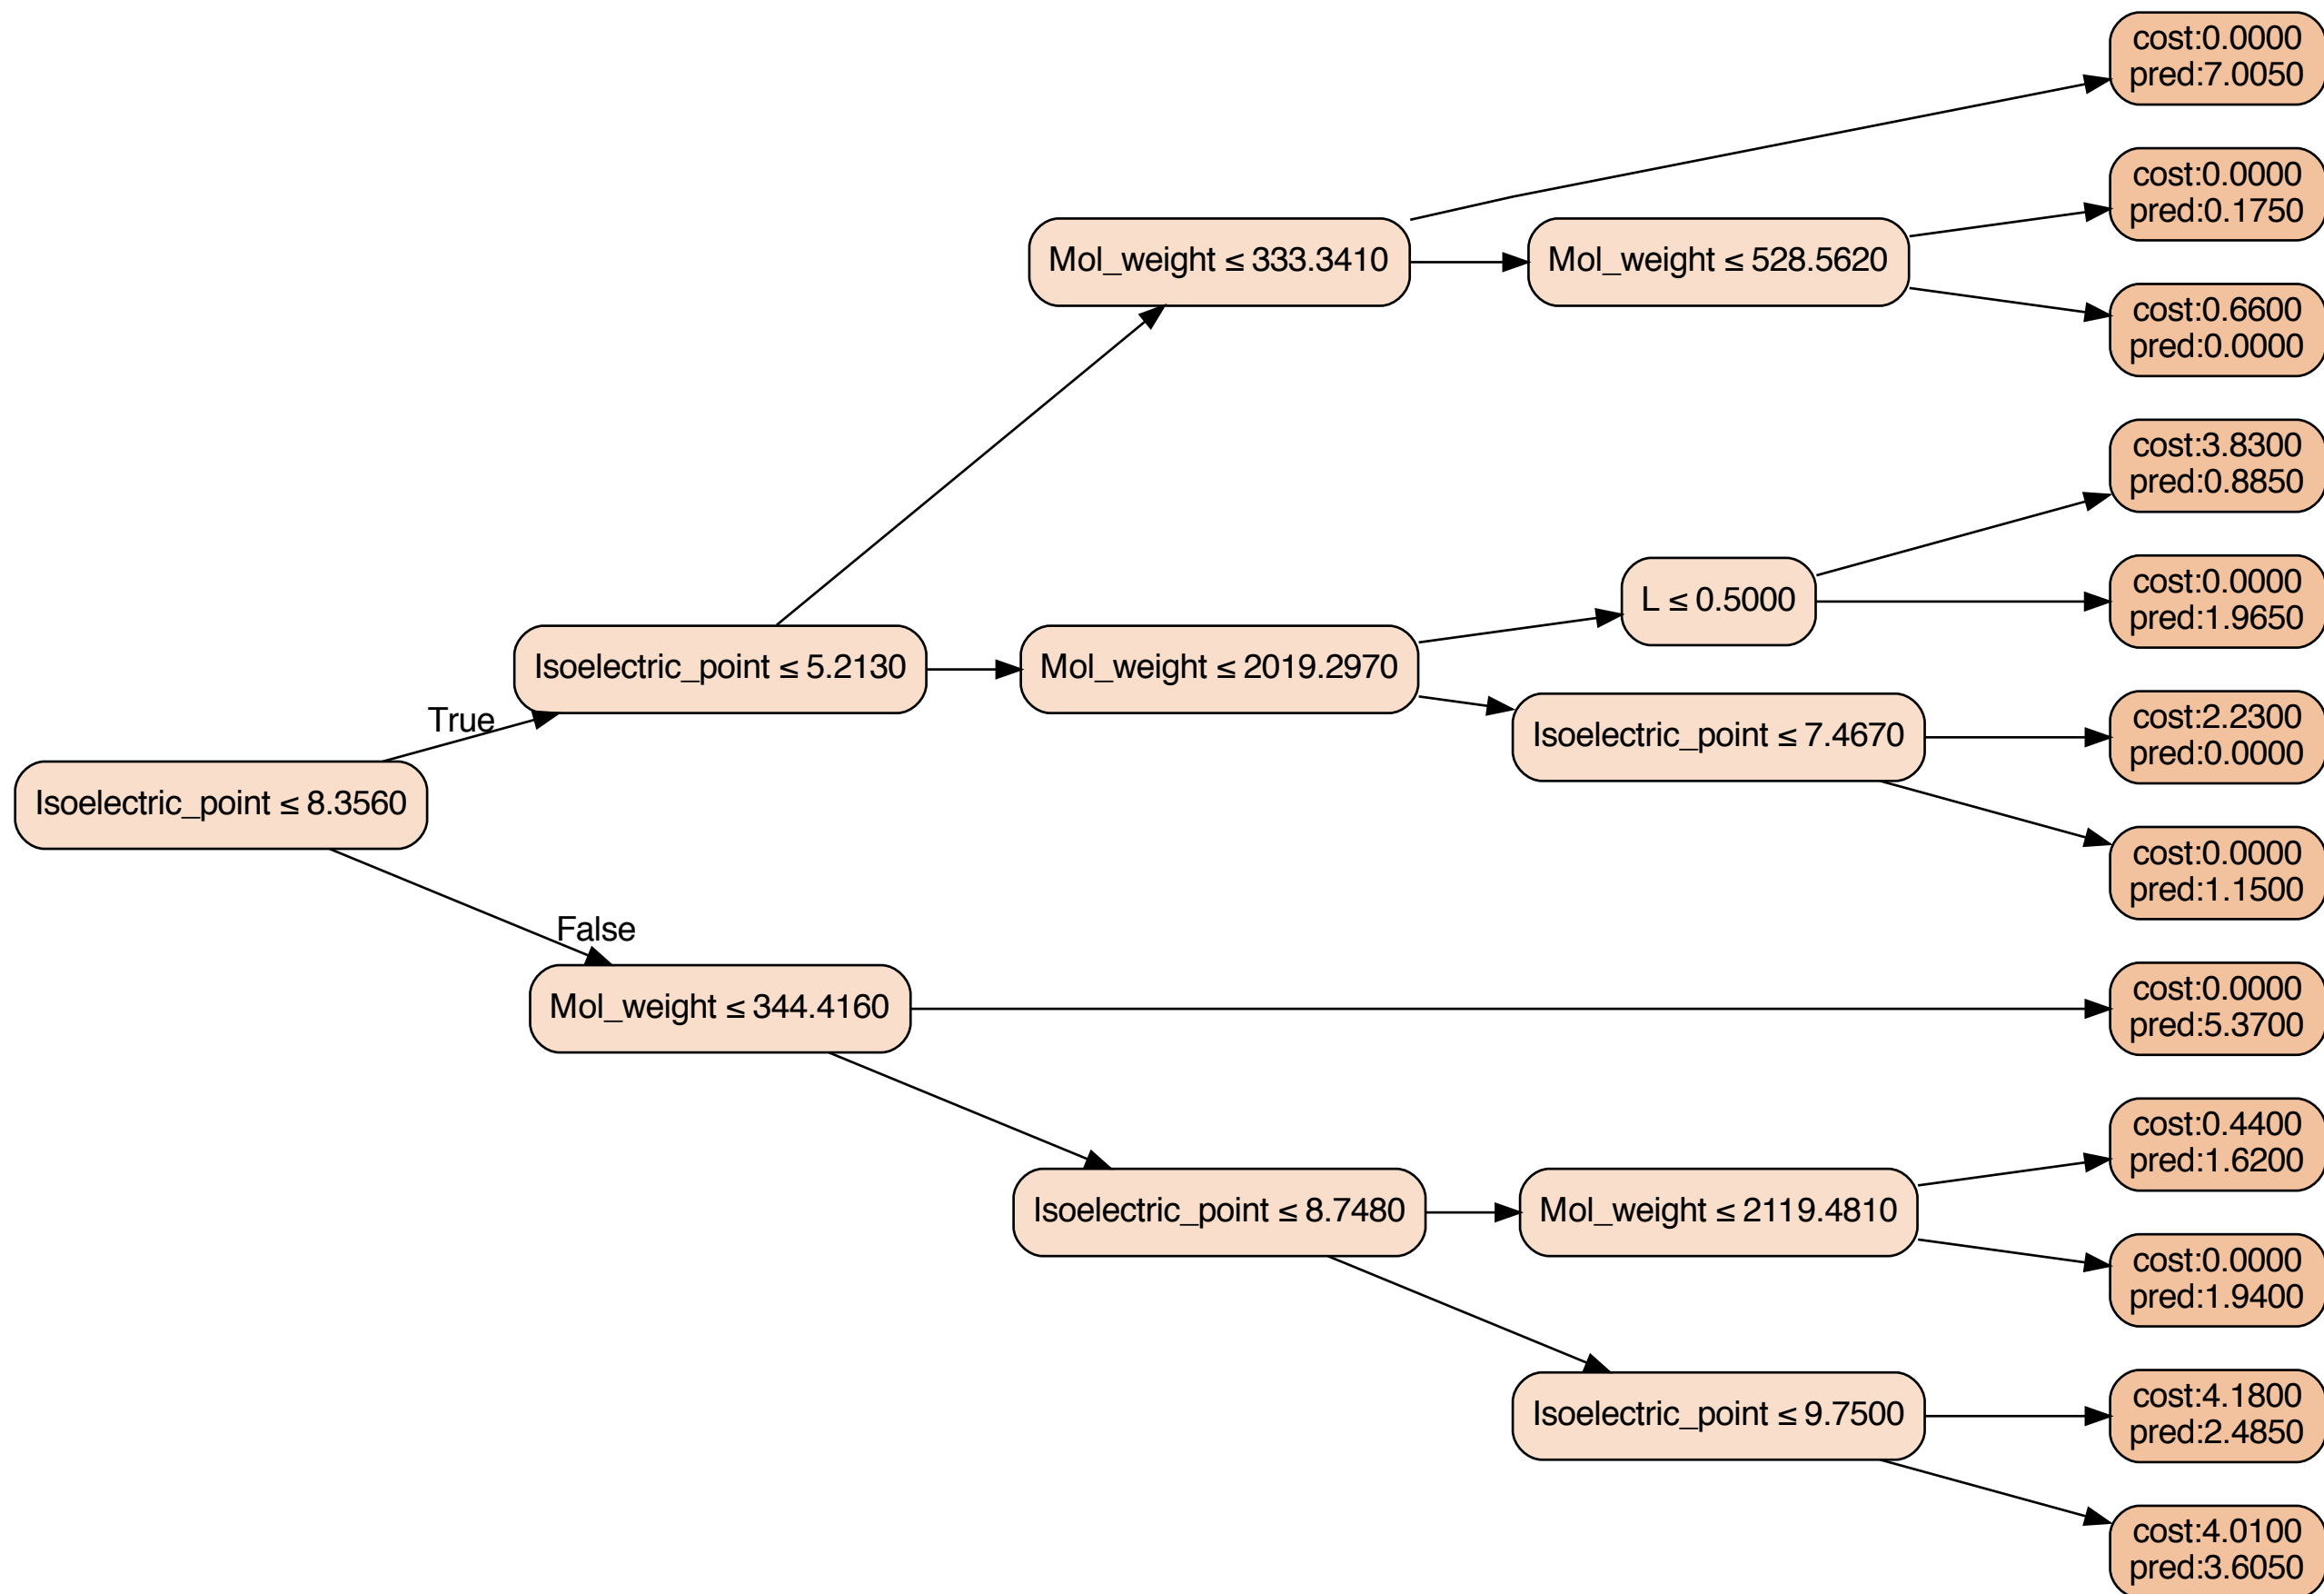 cost:0.0000
pred:7.0050
cost:0.0000
pred:0.1750
Mol_weight ≤ 333.3410
Mol_weight ≤ 528.5620
cost:0.6600
pred:0.0000
cost:3.8300
pred:0.8850
L ≤ 0.5000
cost:0.0000
pred:1.9650
Isoelectric_point ≤ 5.2130
Mol_weight ≤ 2019.2970
True
Isoelectric_point ≤ 7.4670
cost:2.2300
pred:0.0000
Isoelectric_point ≤ 8.3560
cost:0.0000
pred:1.1500
False
Mol_weight ≤ 344.4160
cost:0.0000
pred:5.3700
cost:0.4400
pred:1.6200
Isoelectric_point ≤ 8.7480
Mol_weight ≤ 2119.4810
cost:0.0000
pred:1.9400
Isoelectric_point ≤ 9.7500
cost:4.1800
pred:2.4850
cost:4.0100
pred:3.6050